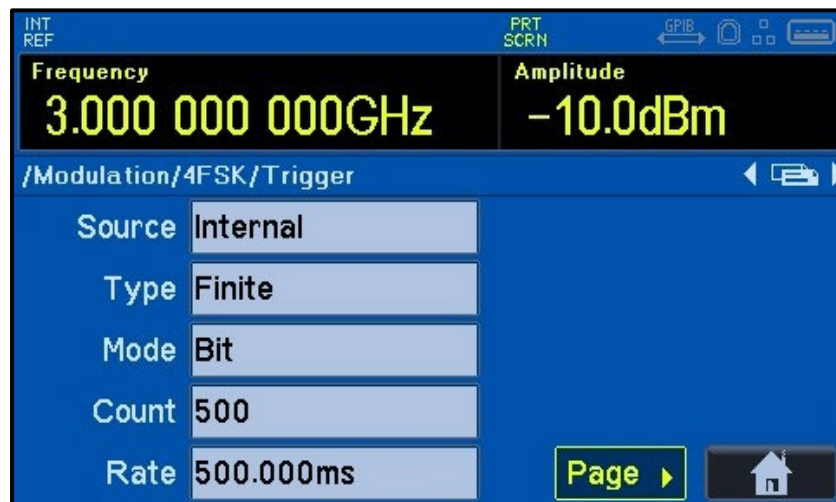 INT
REF
PRT
SCRN
GPIB
Frequency
3.000 000 000GHz
Amplitude
-10.0dBm
/Modulation/4FSK/Trigger
Source Internal
Type Finite
Mode Bit
Count 500
Rate 500.000ms
Page